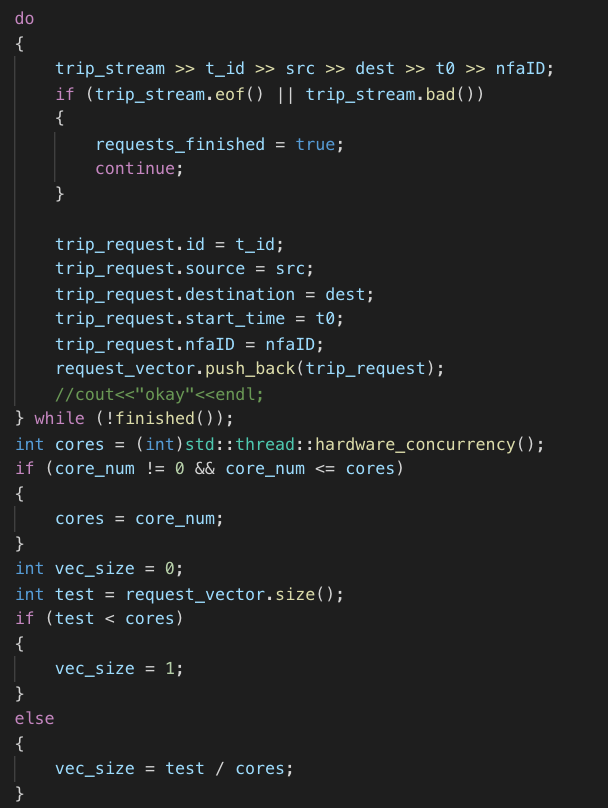 do
{
    trip_stream >> t_id >> src >> dest >> t0 >> nfaID;
    if (trip_stream.eof() || trip_stream.bad())
    {
        requests_finished = true;
        continue;
    }

    trip_request.id = t_id;
    trip_request.source = src;
    trip_request.destination = dest;
    trip_request.start_time = t0;
    trip_request.nfaID = nfaID;
    request_vector.push_back(trip_request);
    //cout<<"okay"<<endl;
} while (!finished());
int cores = (int)std::thread::hardware_concurrency();
if (core_num != 0 && core_num <= cores)
{
    cores = core_num;
}
int vec_size = 0;
int test = request_vector.size();
if (test < cores)
{
    vec_size = 1;
}
else
{
    vec_size = test / cores;
}